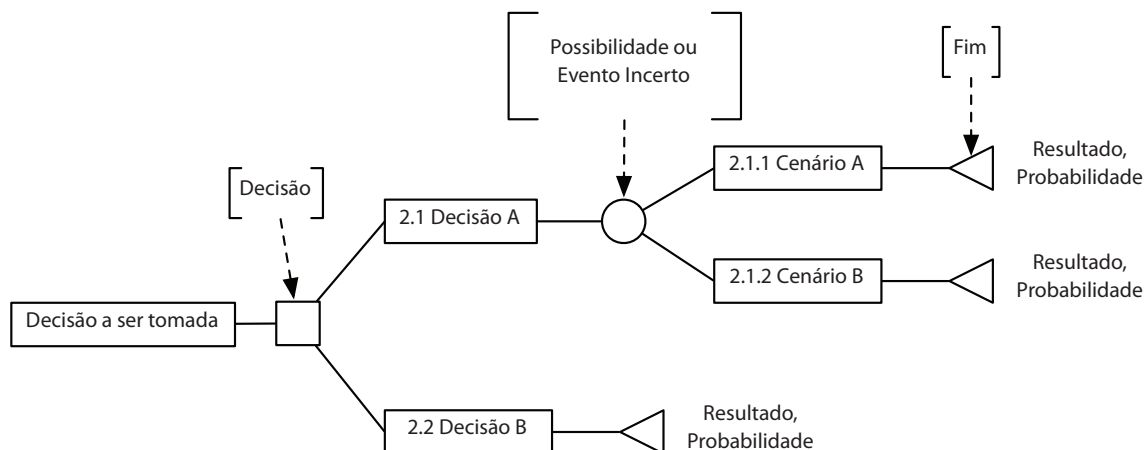 Possibilidade ou
Evento Incerto
Fim
Decisão
2.1.1 Cenário A
Resultado,
Probabilidade
2.1 Decisão A
2.1.2 Cenário B
Resultado,
Probabilidade
Decisão a ser tomada
2.2 Decisão B
Resultado,
Probabilidade